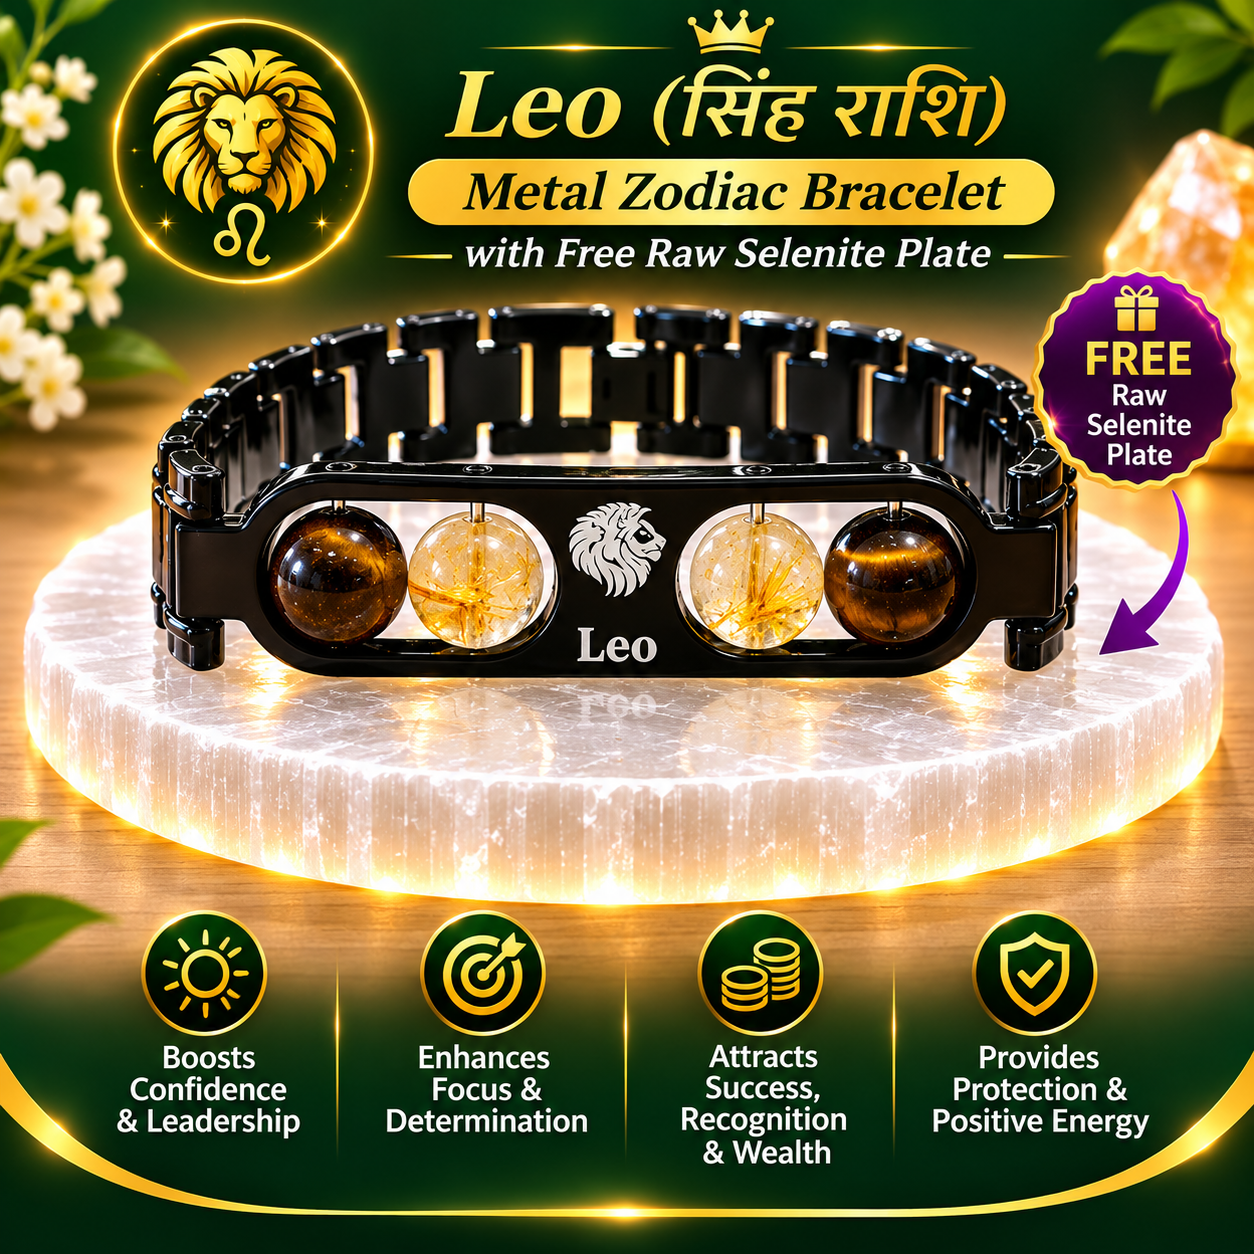 Leo (सिंह राशि)
Metal Zodiac Bracelet
with Free Raw Selenite Plate
FREE
Raw
Selenite
Plate
Leo
Boosts
Confidence
& Leadership
Enhances
Focus &
Determination
Attracts
Success,
Recognition
& Wealth
Provides
Protection &
Positive Energy